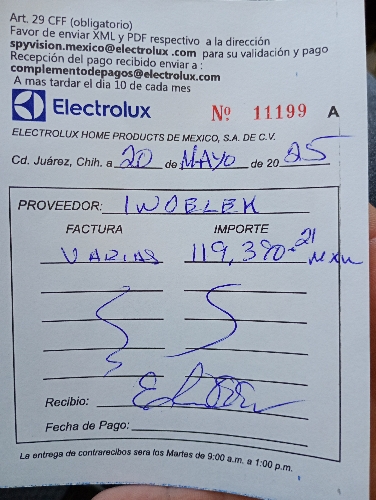 Art. 29 CFF (obligatorio)
Favor de enviar XML y PDF respectivo a la dirección
spyvision.mexico@electrolux .com para su validación y pago
Recepción del pago recibido enviar a :
complementodepagos@electrolux.com
A mas tardar el dia 10 de cada mes
Electrolux Nº 11199 A
ELECTROLUX HOME PRODUCTS DE MEXICO, S.A. DE C.V.
Cd. Juárez, Chih. a 20 de MAYO de 20 25
PROVEEDOR: INOBLEK
FACTURA IMPORTE
VARIAS 119,390.21 MXN
Recibio:
Fecha de Pago:
La entrega de contrarecibos sera los Martes de 9:00 a.m. a 1:00 p.m.